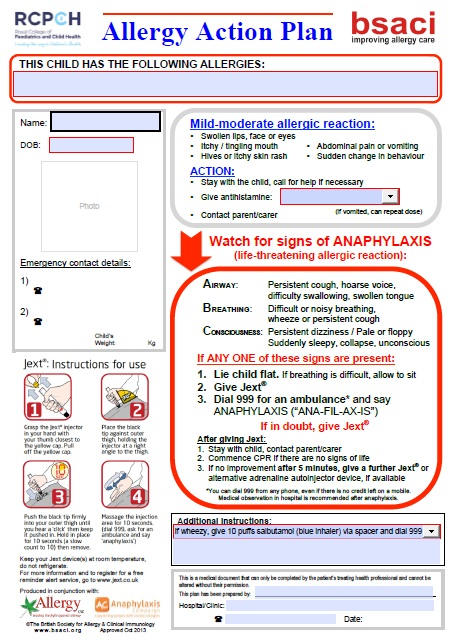 RCPCH
Royal College of
Paediatrics and Child Health
Allergy Action Plan
bsaci
improving allergy care
THIS CHILD HAS THE FOLLOWING ALLERGIES:
Name:
DOB:
Photo
Emergency contact details:
1)
2)
Child's
Weight: Kg
Mild-moderate allergic reaction:
• Swollen lips, face or eyes
• Itchy / tingling mouth
• Hives or itchy skin rash
• Abdominal pain or vomiting
• Sudden change in behaviour
ACTION:
• Stay with the child, call for help if necessary
• Give antihistamine:
• Contact parent/carer
(If vomited, can repeat dose)
Watch for signs of ANAPHYLAXIS
(life-threatening allergic reaction):
AIRWAY: Persistent cough, hoarse voice,
difficulty swallowing, swollen tongue
BREATHING: Difficult or noisy breathing,
wheeze or persistent cough
CONSCIOUSNESS: Persistent dizziness / Pale or floppy
Suddenly sleepy, collapse, unconscious
If ANY ONE of these signs are present:
1. Lie child flat. If breathing is difficult, allow to sit
2. Give Jext®
3. Dial 999 for an ambulance* and say
ANAPHYLAXIS ("ANA-FIL-AX-IS")
If in doubt, give Jext®
After giving Jext:
1. Stay with child, contact parent/carer
2. Commence CPR if there are no signs of life
3. If no improvement after 5 minutes, give a further Jext® or
alternative adrenaline autoinjector device, if available
*You can dial 999 from any phone, even if there is no credit left on a mobile.
Medical observation in hospital is recommended after anaphylaxis.
Jext®: Instructions for use
1
2
Grasp the Jext® injector
in your hand with
your thumb closest to
the yellow cap. Pull
off the yellow cap.
Place the black
tip against outer
thigh, holding the
injector at a right
angle to the thigh.
3
4
Push the black tip firmly
into your outer thigh until
you hear a 'click' then keep
it pushed in. Hold in place
for 10 seconds (a slow
count to 10) then remove.
Massage the injection
area for 10 seconds.
(dial 999, ask for an
ambulance and say
'anaphylaxis')
Keep your Jext device(s) at room temperature,
do not refrigerate.
For more information and to register for a free
reminder alert service, go to www.jext.co.uk
Produced in conjunction with:
Allergy UK
AC Anaphylaxis
Campaign
©The British Society for Allergy & Clinical Immunology
www.bsaci.org Approved Oct 2013
Additional instructions:
If wheezy, give 10 puffs salbutamol (blue inhaler) via spacer and dial 999
This is a medical document that can only be completed by the patient's treating health professional and cannot be
altered without their permission.
This plan has been prepared by:
Hospital/Clinic:
Date: